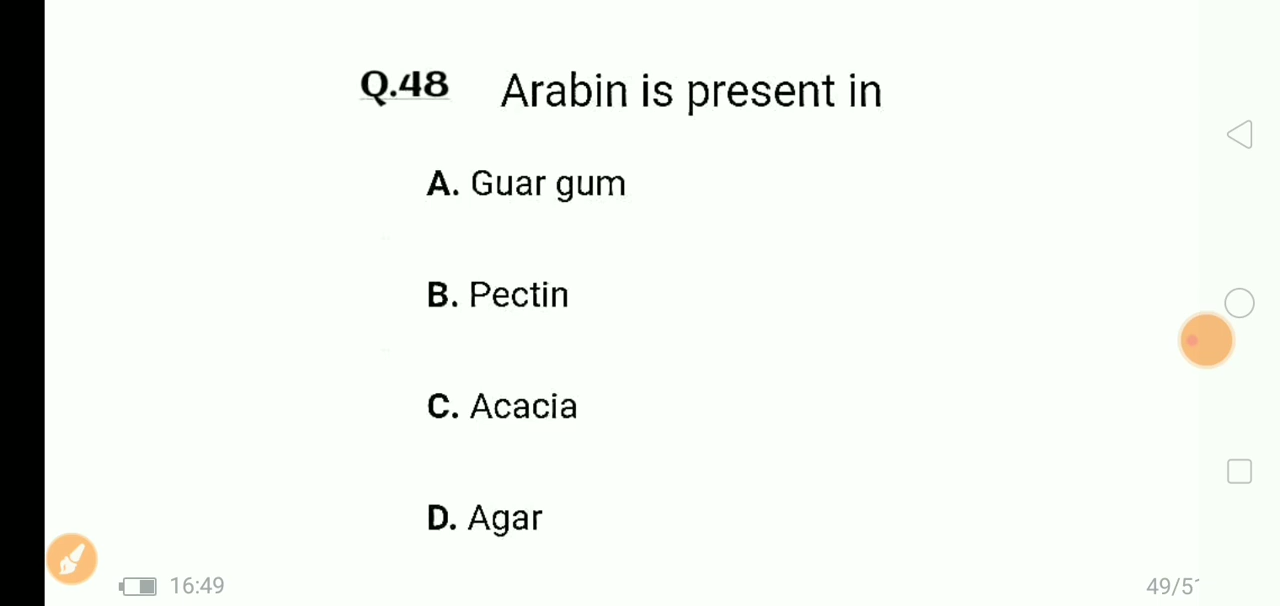 Q.48 Arabin is present in
A. Guar gum
B. Pectin
C. Acacia
D. Agar
16:49